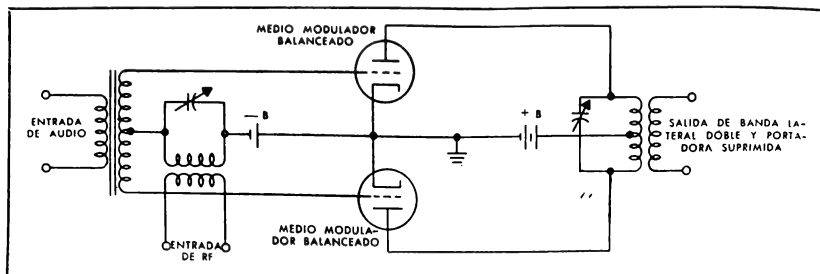 MEDIO MODULADOR
BALANCEADO
ENTRADA
DE AUDIO
— B
+ B
SALIDA DE BANDA LA-
TERAL DOBLE Y PORTA-
DORA SUPRIMIDA
MEDIO MODULA-
DOR BALANCEADO
ENTRADA
DE RF